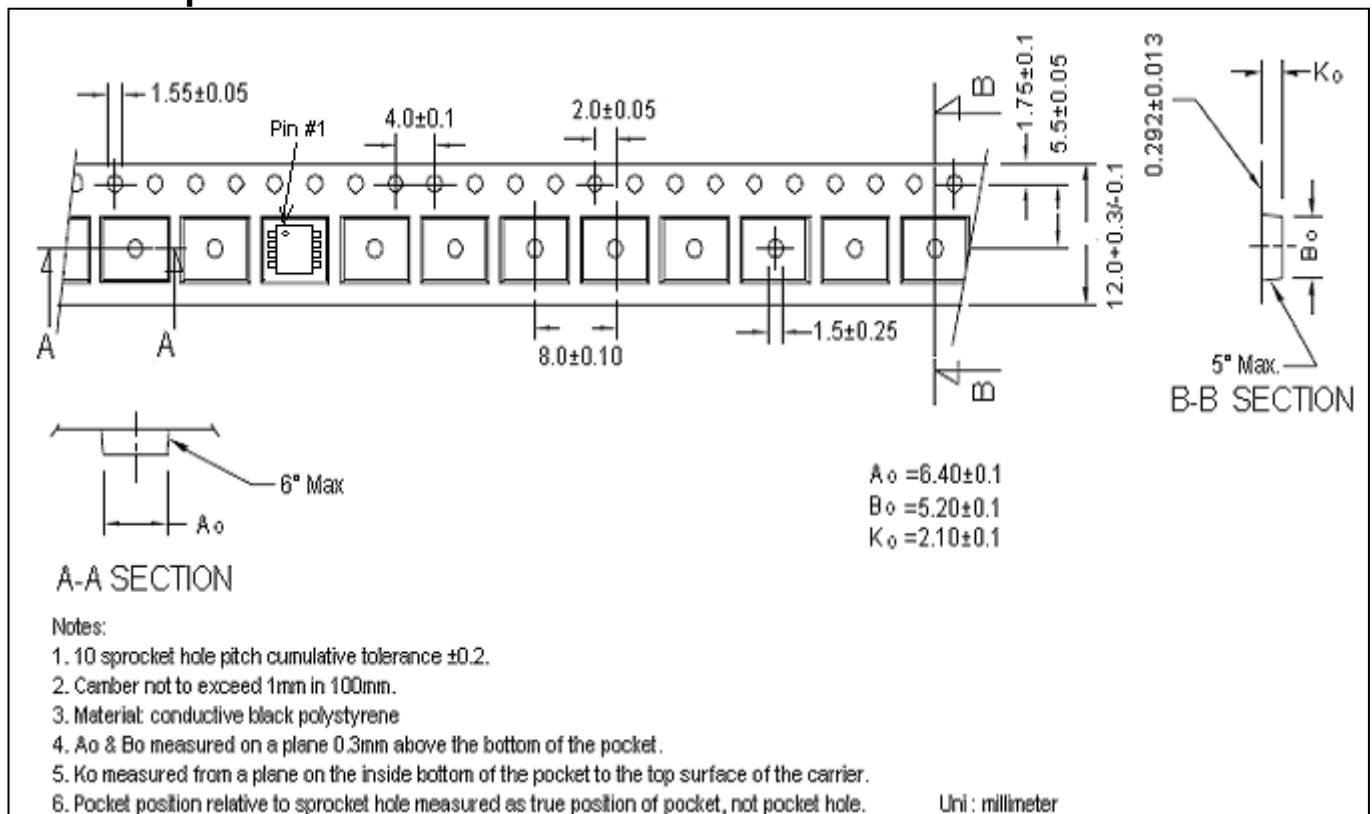 1.55±0.05
Pin #1
4.0±0.1
2.0±0.05
B
1.75±0.1
5.5±0.05
12.0+0.3/-0.1
0.292±0.013
Ko
Bo
5° Max.
B-B SECTION
A
A
8.0±0.10
1.5±0.25
B
6° Max
Ao
A-A SECTION
Ao =6.40±0.1
Bo =5.20±0.1
Ko =2.10±0.1
Notes:
1. 10 sprocket hole pitch cumulative tolerance ±0.2.
2. Camber not to exceed 1mm in 100mm.
3. Material: conductive black polystyrene
4. Ao & Bo measured on a plane 0.3mm above the bottom of the pocket.
5. Ko measured from a plane on the inside bottom of the pocket to the top surface of the carrier.
6. Pocket position relative to sprocket hole measured as true position of pocket, not pocket hole.
Uni : millimeter